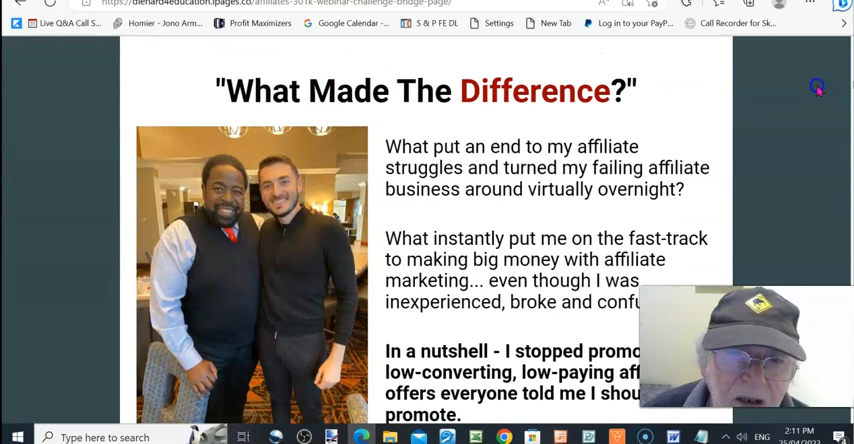 https://diehard4education.lpages.co/affiliates-301k-webinar-challenge-bridge-page/
Live Q&A Call S...
Homier - Jono Arm...
Profit Maximizers
Google Calendar -...
S & P FE DL
Settings
New Tab
Log in to your PayP...
Call Recording for Sk...
"What Made The Difference?"
What put an end to my affiliate
struggles and turned my failing affiliate
business around virtually overnight?
What instantly put me on the fast-track
to making big money with affiliate
marketing... even though I was
inexperienced, broke and confu
In a nutshell - I stopped promo
low-converting, low-paying aff
offers everyone told me I shou
promote.
Type here to search
ENG
2:11 PM
25/04/2023